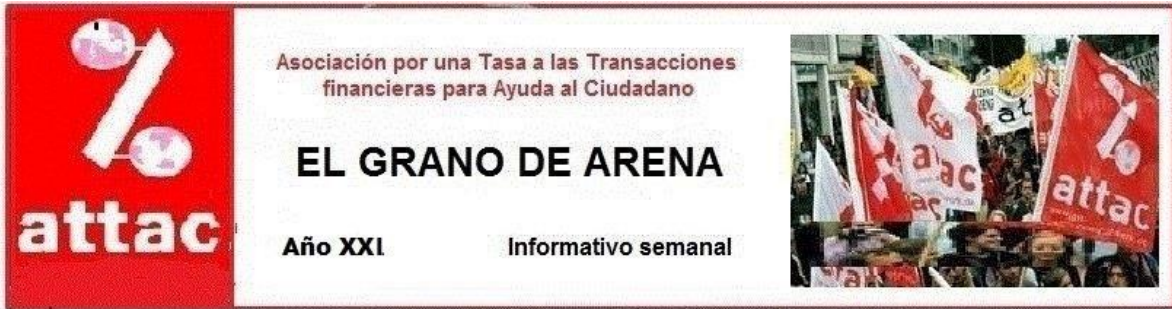 attac
Asociación por una Tasa a las Transacciones
financieras para Ayuda al Ciudadano
EL GRANO DE ARENA
Año XXI
Informativo semanal
attac
attac
at